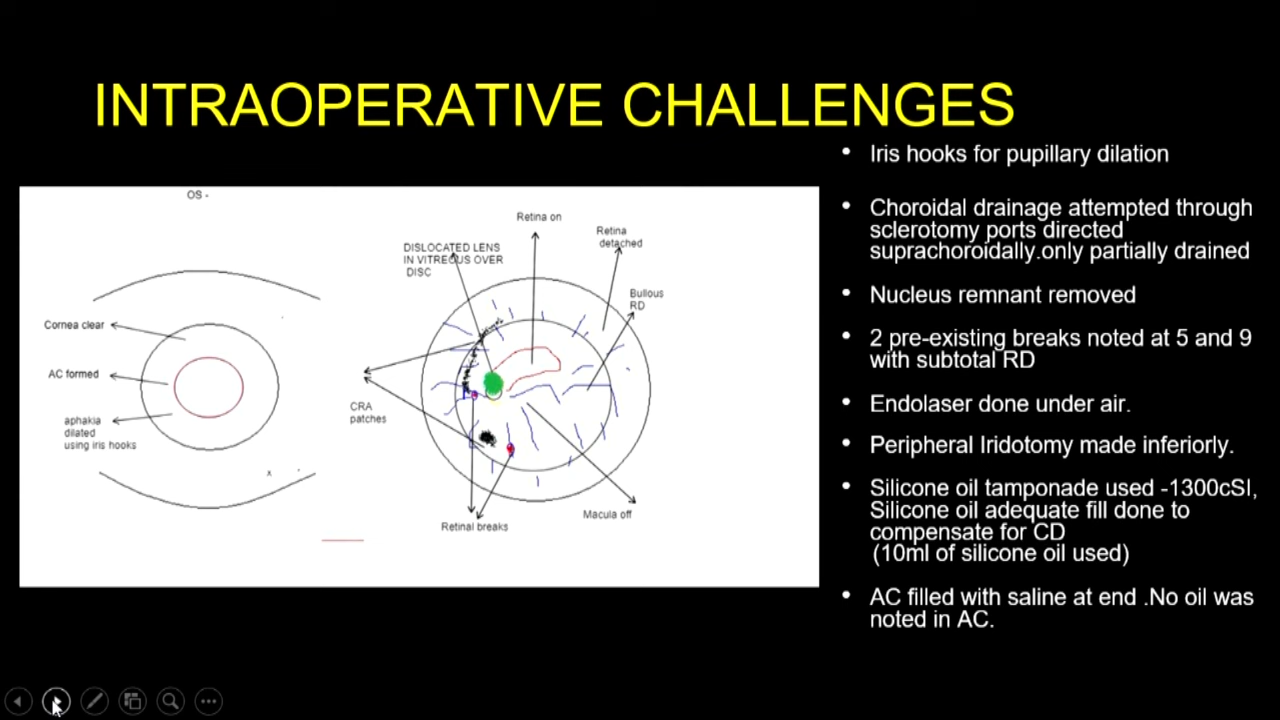 INTRAOPERATIVE CHALLENGES
OS -
Cornea clear
AC formed
aphakia
dilated
using iris hooks
x
Retina on
Retina
detached
DISLOCATED LENS
IN VITREOUS OVER
DISC
Bullous
RD
CRA
patches
Retinal breaks
Macula off
• Iris hooks for pupillary dilation
• Choroidal drainage attempted through
sclerotomy ports directed
suprachoroidally.only partially drained
• Nucleus remnant removed
• 2 pre-existing breaks noted at 5 and 9
with subtotal RD
• Endolaser done under air.
• Peripheral Iridotomy made inferiorly.
• Silicone oil tamponade used -1300cSI,
Silicone oil adequate fill done to
compensate for CD
(10ml of silicone oil used)
• AC filled with saline at end .No oil was
noted in AC.